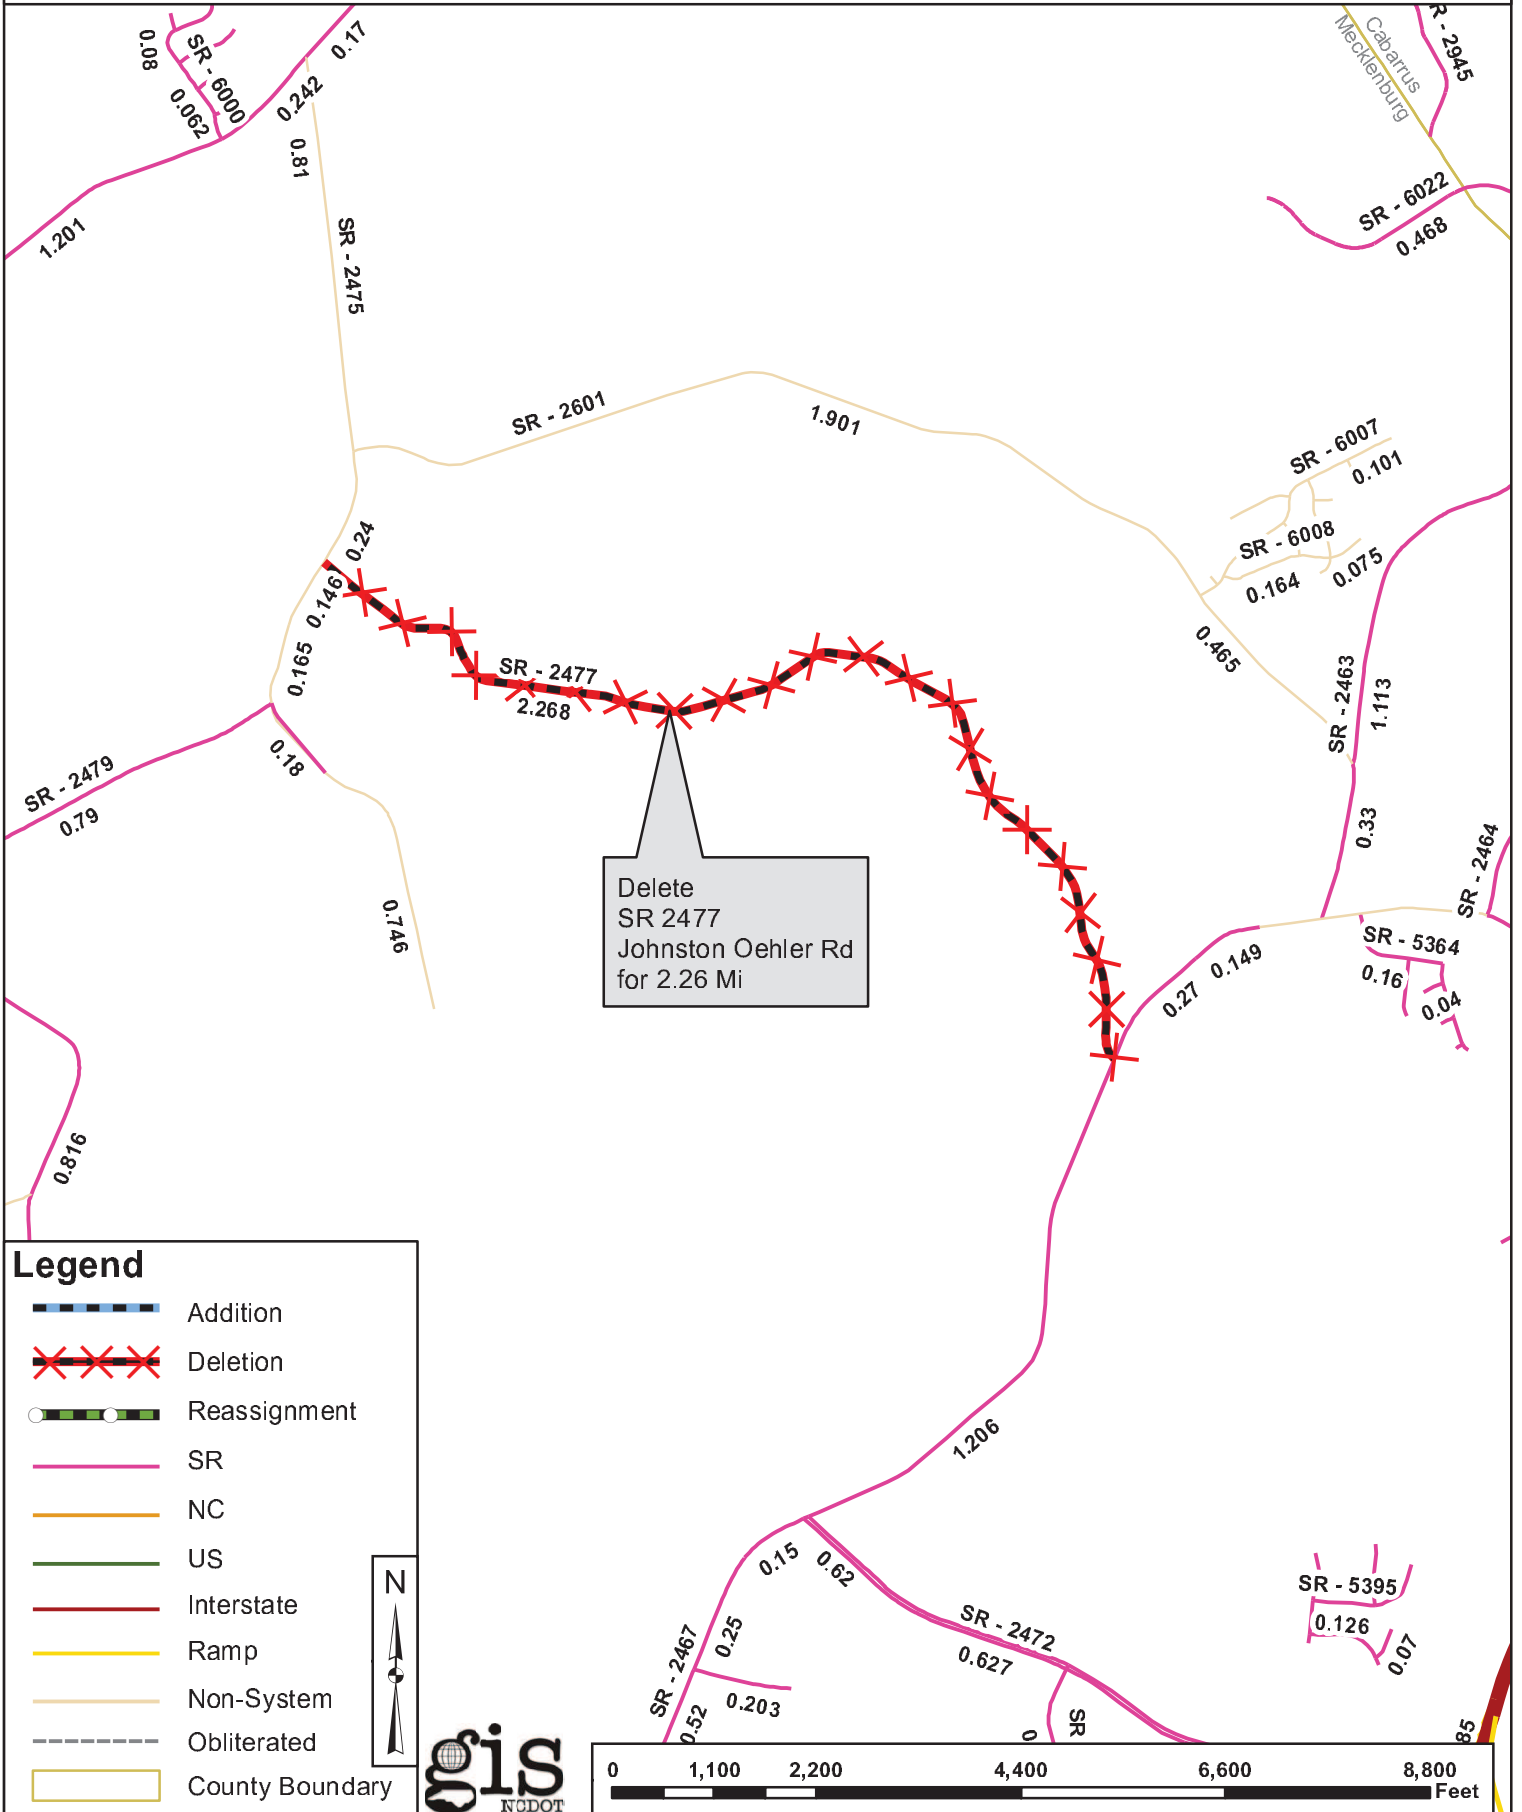 0.08
SR - 6000
0.062
0.242
0.17
0.81
1.201
SR - 2475
Cabarrus
Mecklenburg
R - 2945
SR - 6022
0.468
SR - 2601
1.901
SR - 6007
0.101
SR - 6008
0.164
0.075
0.465
0.24
0.146
0.165
SR - 2477
2.268
SR - 2463
1.113
0.33
SR - 2479
0.79
0.18
0.746
Delete
SR 2477
Johnston Oehler Rd
for 2.26 Mi
SR - 2464
0.149
0.27
SR - 5364
0.16
0.04
0.816
1.206
0.15
0.62
SR - 2467
0.25
0.203
0.52
SR - 2472
0.627
SR
0
SR - 5395
0.126
0.07
85
Legend
Addition
Deletion
Reassignment
SR
NC
US
Interstate
Ramp
Non-System
Obliterated
County Boundary
N
gis
NCDOT
0 1,100 2,200 4,400 6,600 8,800
Feet